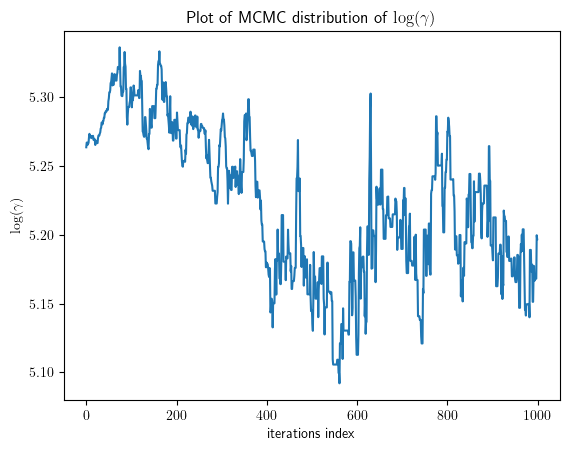 Plot of MCMC distribution of log(γ)
5.30
5.25
5.20
5.15
5.10
log(γ)
0 200 400 600 800 1000
iterations index